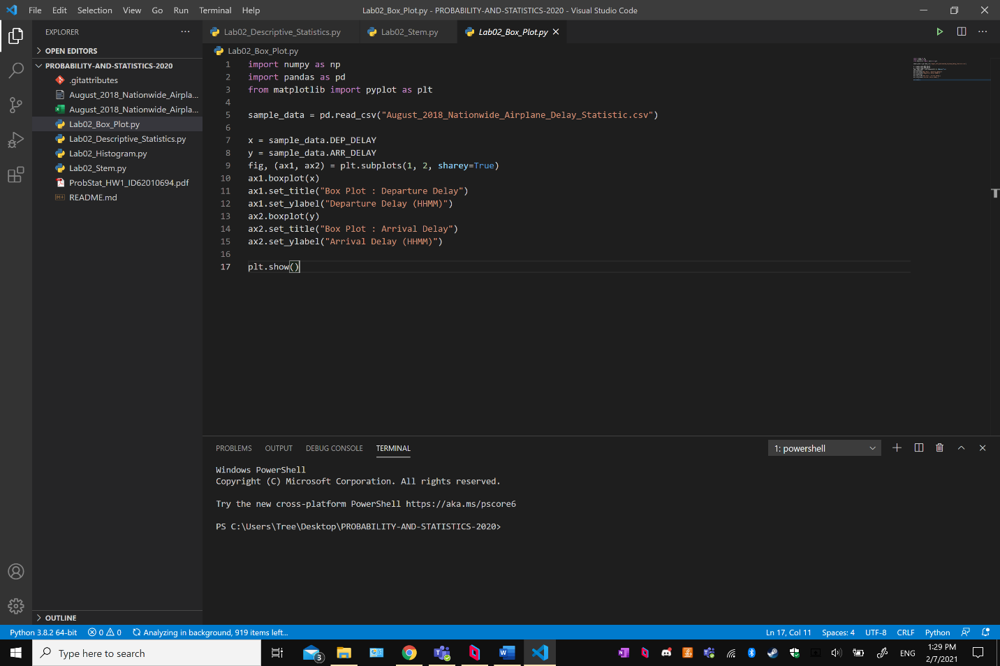 File Edit Selection View Go Run Terminal Help
Lab02_Box_Plot.py - PROBABILITY-AND-STATISTICS-2020 - Visual Studio Code
EXPLORER
OPEN EDITORS
PROBABILITY-AND-STATISTICS-2020
.gitattributes
August_2018_Nationwide_Airpla...
August_2018_Nationwide_Airpla...
Lab02_Box_Plot.py
Lab02_Descriptive_Statistics.py
Lab02_Histogram.py
Lab02_Stem.py
ProbStat_HW1_ID62010694.pdf
README.md
OUTLINE
Lab02_Descriptive_Statistics.py Lab02_Stem.py Lab02_Box_Plot.py
Lab02_Box_Plot.py
1 import numpy as np
2 import pandas as pd
3 from matplotlib import pyplot as plt
4
5 sample_data = pd.read_csv("August_2018_Nationwide_Airplane_Delay_Statistic.csv")
6
7 x = sample_data.DEP_DELAY
8 y = sample_data.ARR_DELAY
9 fig, (ax1, ax2) = plt.subplots(1, 2, sharey=True)
10 ax1.boxplot(x)
11 ax1.set_title("Box Plot : Departure Delay")
12 ax1.set_ylabel("Departure Delay (HHMM)")
13 ax2.boxplot(y)
14 ax2.set_title("Box Plot : Arrival Delay")
15 ax2.set_ylabel("Arrival Delay (HHMM)")
16
17 plt.show()
PROBLEMS OUTPUT DEBUG CONSOLE TERMINAL
1: powershell
Windows PowerShell
Copyright (C) Microsoft Corporation. All rights reserved.
Try the new cross-platform PowerShell https://aka.ms/pscore6
PS C:\Users\Tree\Desktop\PROBABILITY-AND-STATISTICS-2020>
Python 3.8.2 64-bit 0 0 Analyzing in background, 919 items left...
Ln 17, Col 11 Spaces: 4 UTF-8 CRLF Python
Type here to search
3
ENG
1:29 PM
2/7/2021